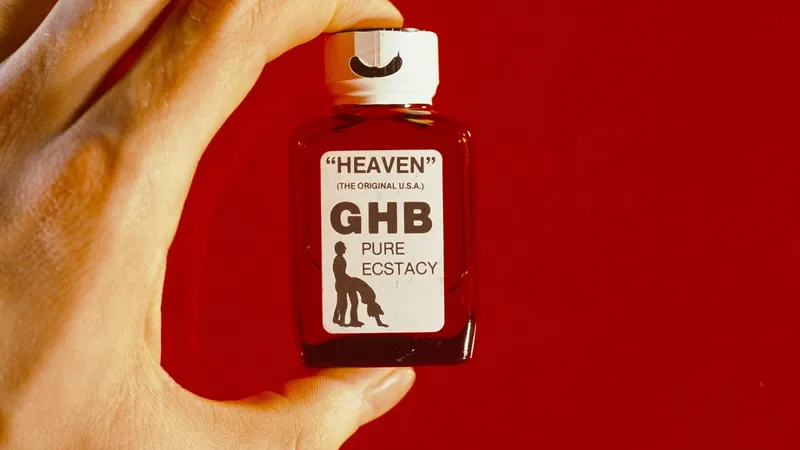 “HEAVEN”
(THE ORIGINAL U.S.A.)
GHB
PURE
ECSTACY